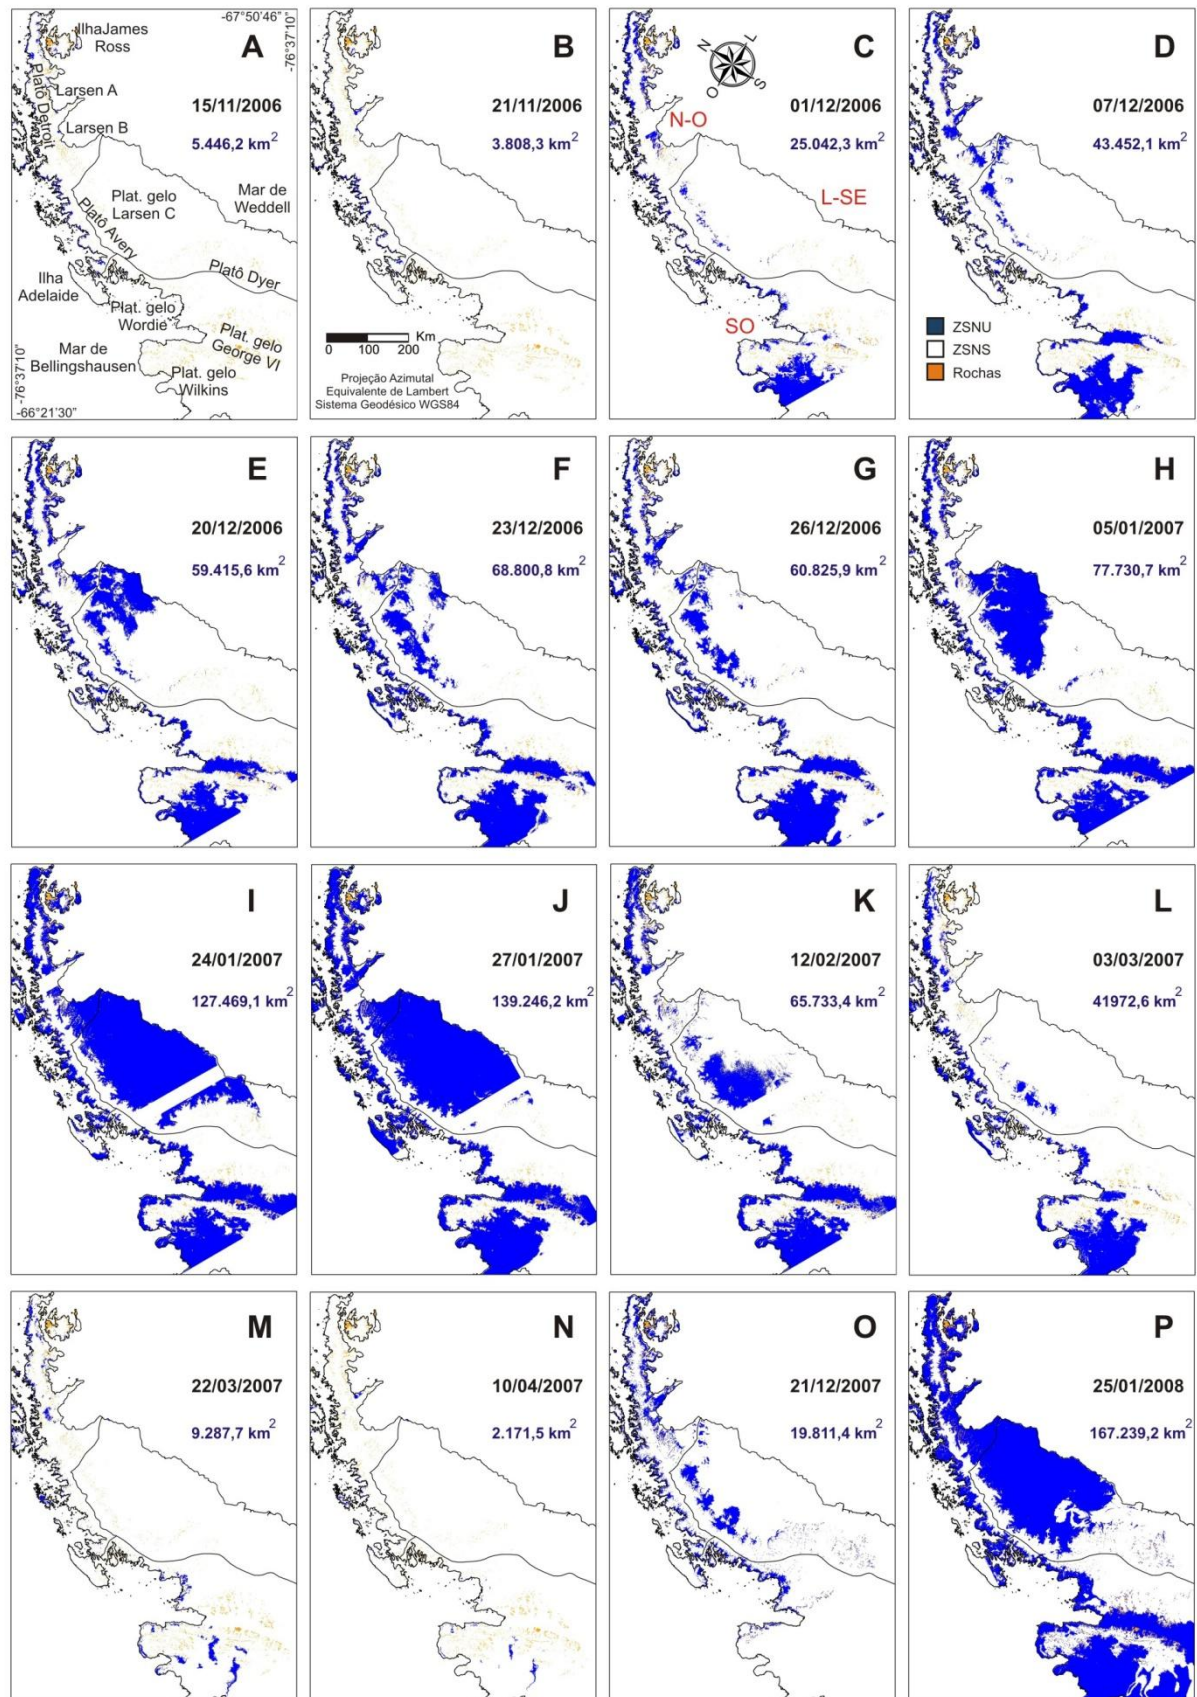 A
-67°50'46"
-76°37'10"
IlhaJames
Ross
Platô Detroit
Larsen A
15/11/2006
Larsen B
5.446,2 km²
Plat. gelo
Larsen C
Mar de
Weddell
Platô Avery
Platô Dyer
Ilha
Adelaide
Plat. gelo
Wordie
Plat. gelo
George VI
Mar de
Bellingshausen
Plat. gelo
Wilkins
-76°37'10"
-66°21'30"
B
21/11/2006
3.808,3 km²
Km
0 100 200
Projeção Azimutal
Equivalente de Lambert
Sistema Geodésico WGS84
C
N
L
O
S
01/12/2006
N-O
25.042,3 km²
L-SE
SO
D
07/12/2006
43.452,1 km²
ZSNU
ZSNS
Rochas
E
20/12/2006
59.415,6 km²
F
23/12/2006
68.800,8 km²
G
26/12/2006
60.825,9 km²
H
05/01/2007
77.730,7 km²
I
24/01/2007
127.469,1 km²
J
27/01/2007
139.246,2 km²
K
12/02/2007
65.733,4 km²
L
03/03/2007
41972,6 km²
M
22/03/2007
9.287,7 km²
N
10/04/2007
2.171,5 km²
O
21/12/2007
19.811,4 km²
P
25/01/2008
167.239,2 km²